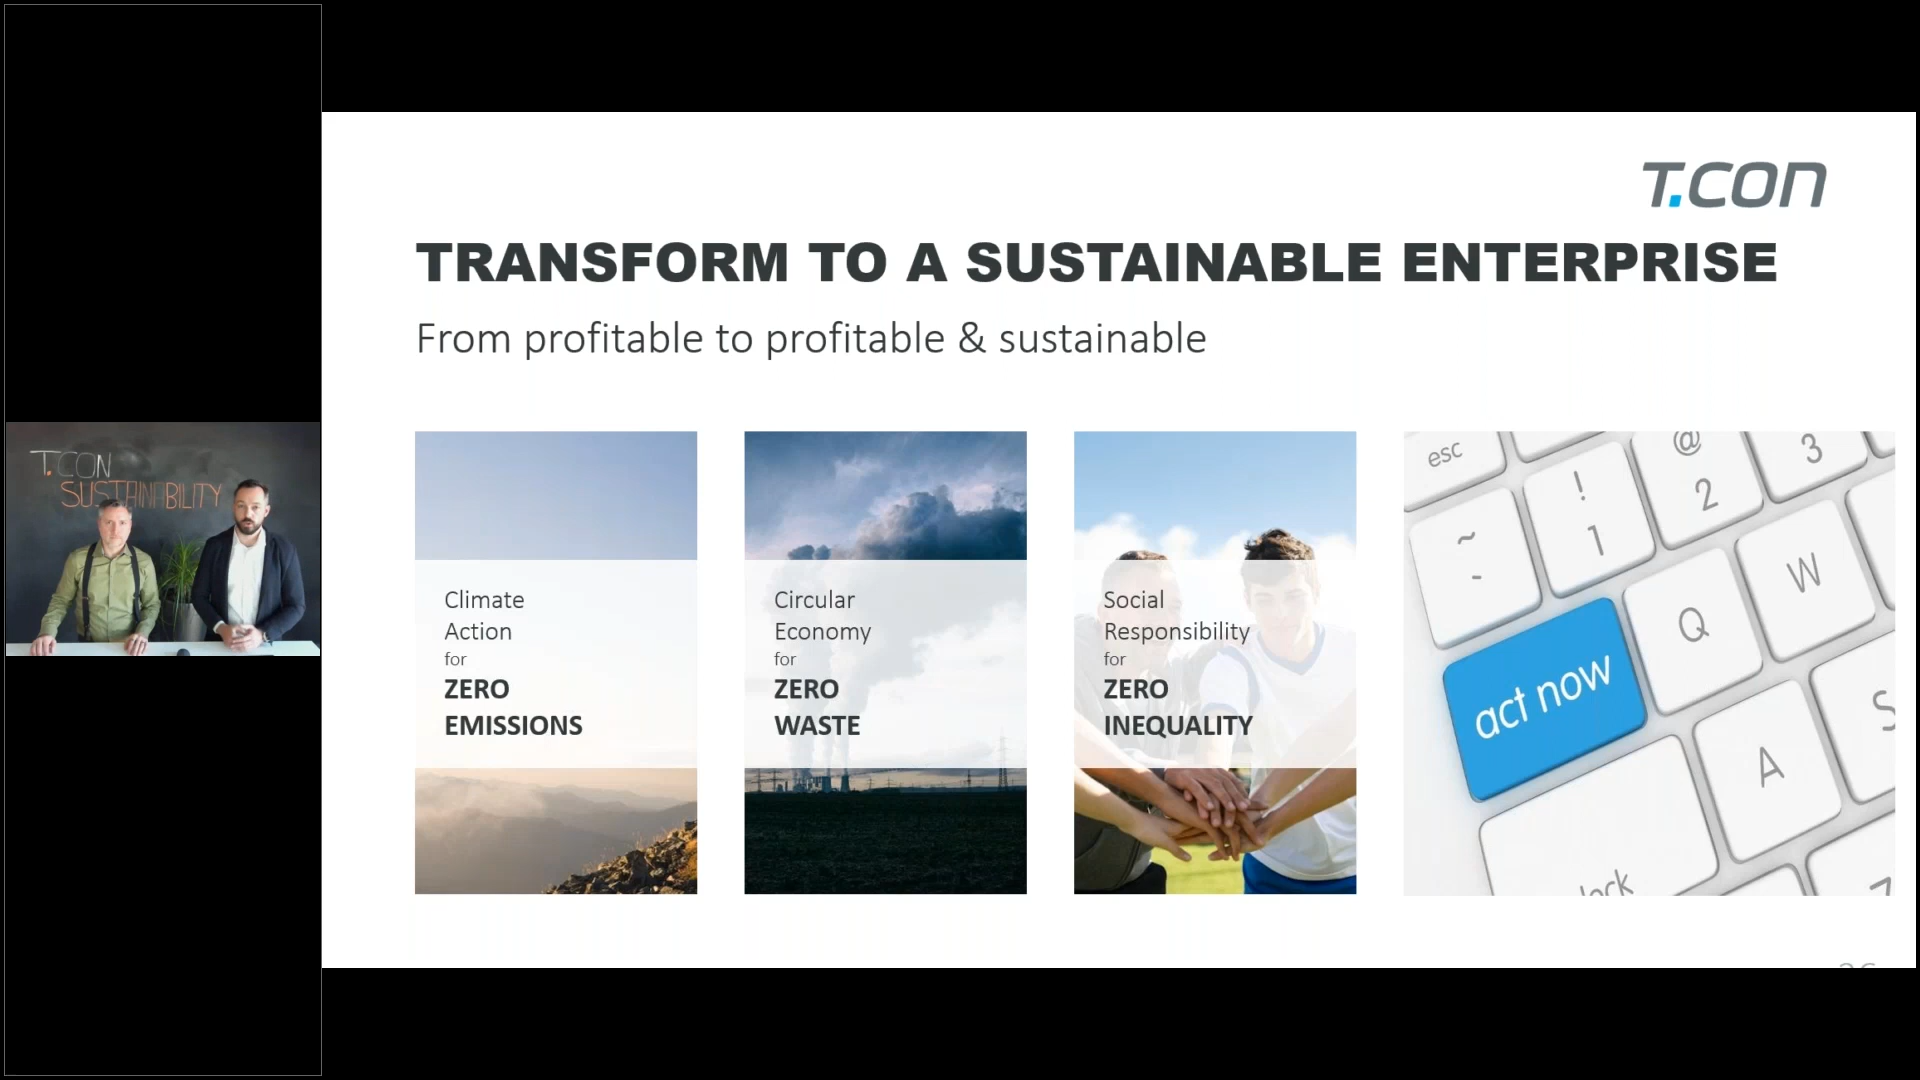 T.CON
SUSTAINABILITY
T.CON
TRANSFORM TO A SUSTAINABLE ENTERPRISE
From profitable to profitable & sustainable
Climate
Action
for
ZERO
EMISSIONS
Circular
Economy
for
ZERO
WASTE
Social
Responsibility
for
ZERO
INEQUALITY
esc
@
3
!
2
~
1
-
W
Q
act now
S
A
lock
Z